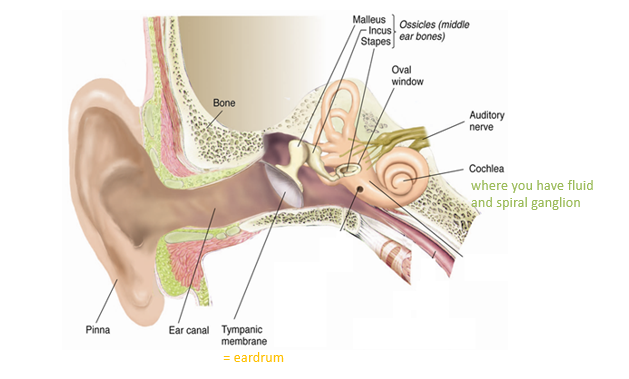 Malleus
Incus
Stapes
Ossicles (middle
ear bones)
Oval
window
Bone
Auditory
nerve
Cochlea
where you have fluid
and spiral ganglion
Pinna
Ear canal
Tympanic
membrane
= eardrum